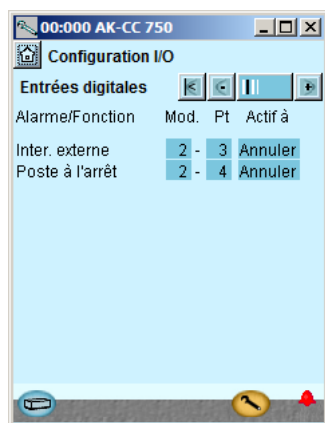 00:000 AK-CC 750
Configuration I/O
Entrées digitales
Alarme/Fonction Mod. Pt Actif à
Inter. externe 2 - 3 Annuler
Poste à l'arrêt 2 - 4 Annuler